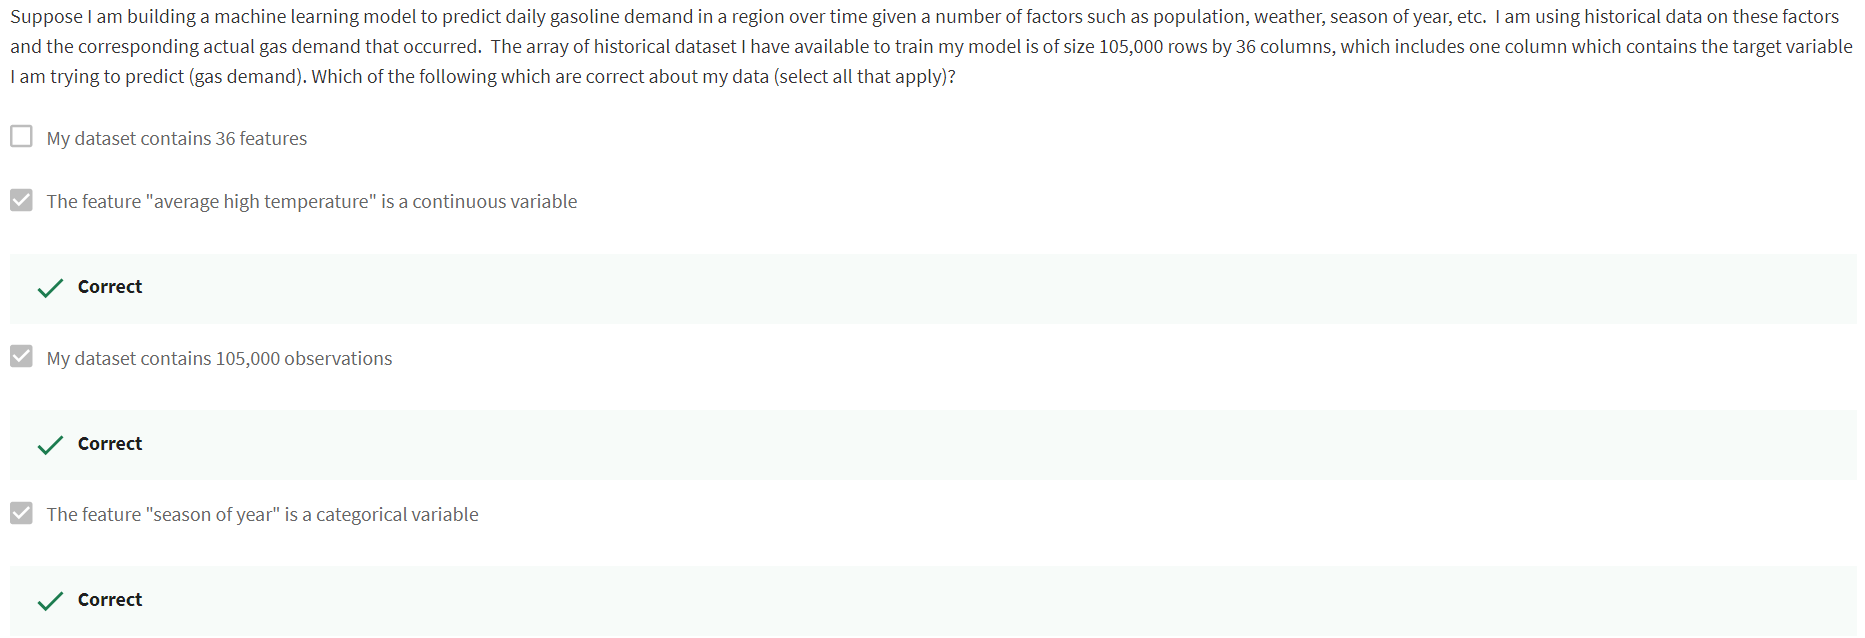 Suppose I am building a machine learning model to predict daily gasoline demand in a region over time given a number of factors such as population, weather, season of year, etc.  I am using historical data on these factors
and the corresponding actual gas demand that occurred.  The array of historical dataset I have available to train my model is of size 105,000 rows by 36 columns, which includes one column which contains the target variable
I am trying to predict (gas demand). Which of the following which are correct about my data (select all that apply)?
My dataset contains 36 features
The feature "average high temperature" is a continuous variable
Correct
My dataset contains 105,000 observations
Correct
The feature "season of year" is a categorical variable
Correct